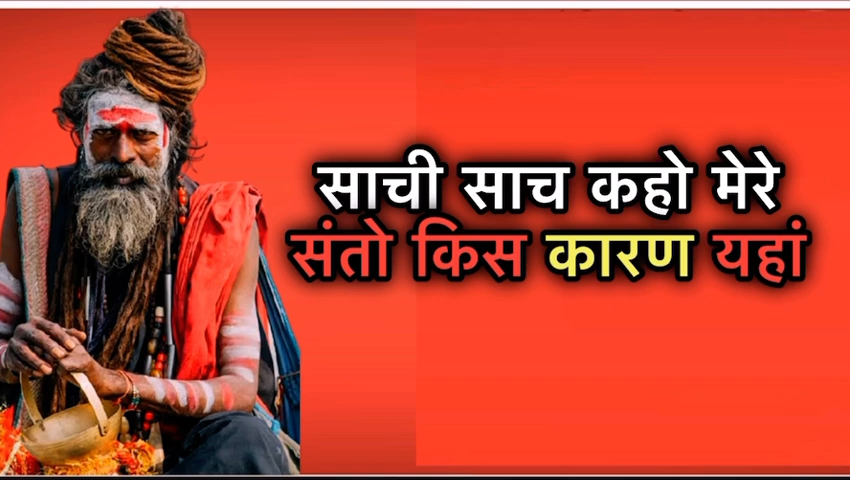 साची साच कहो मेरे
संतो किस कारण यहां